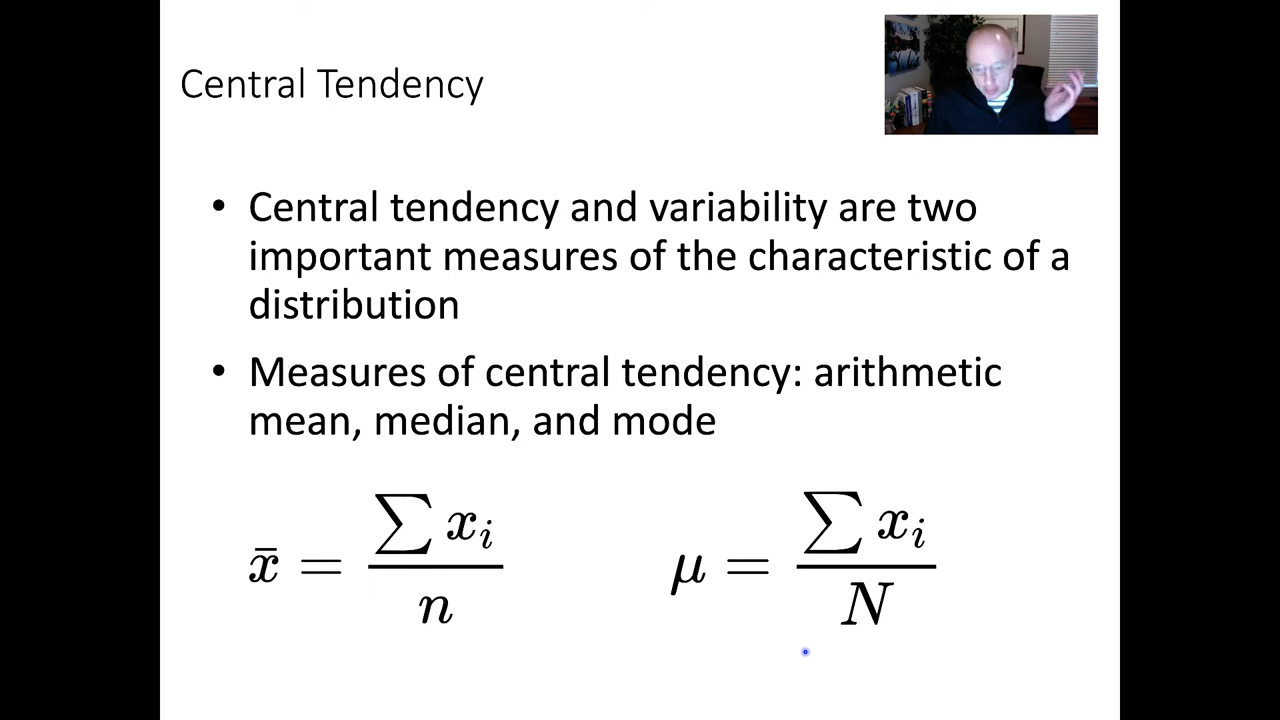 Central Tendency
• Central tendency and variability are two
important measures of the characteristic of a
distribution
• Measures of central tendency: arithmetic
mean, median, and mode
x̄ = ∑ xᵢ / n
μ = ∑ xᵢ / N